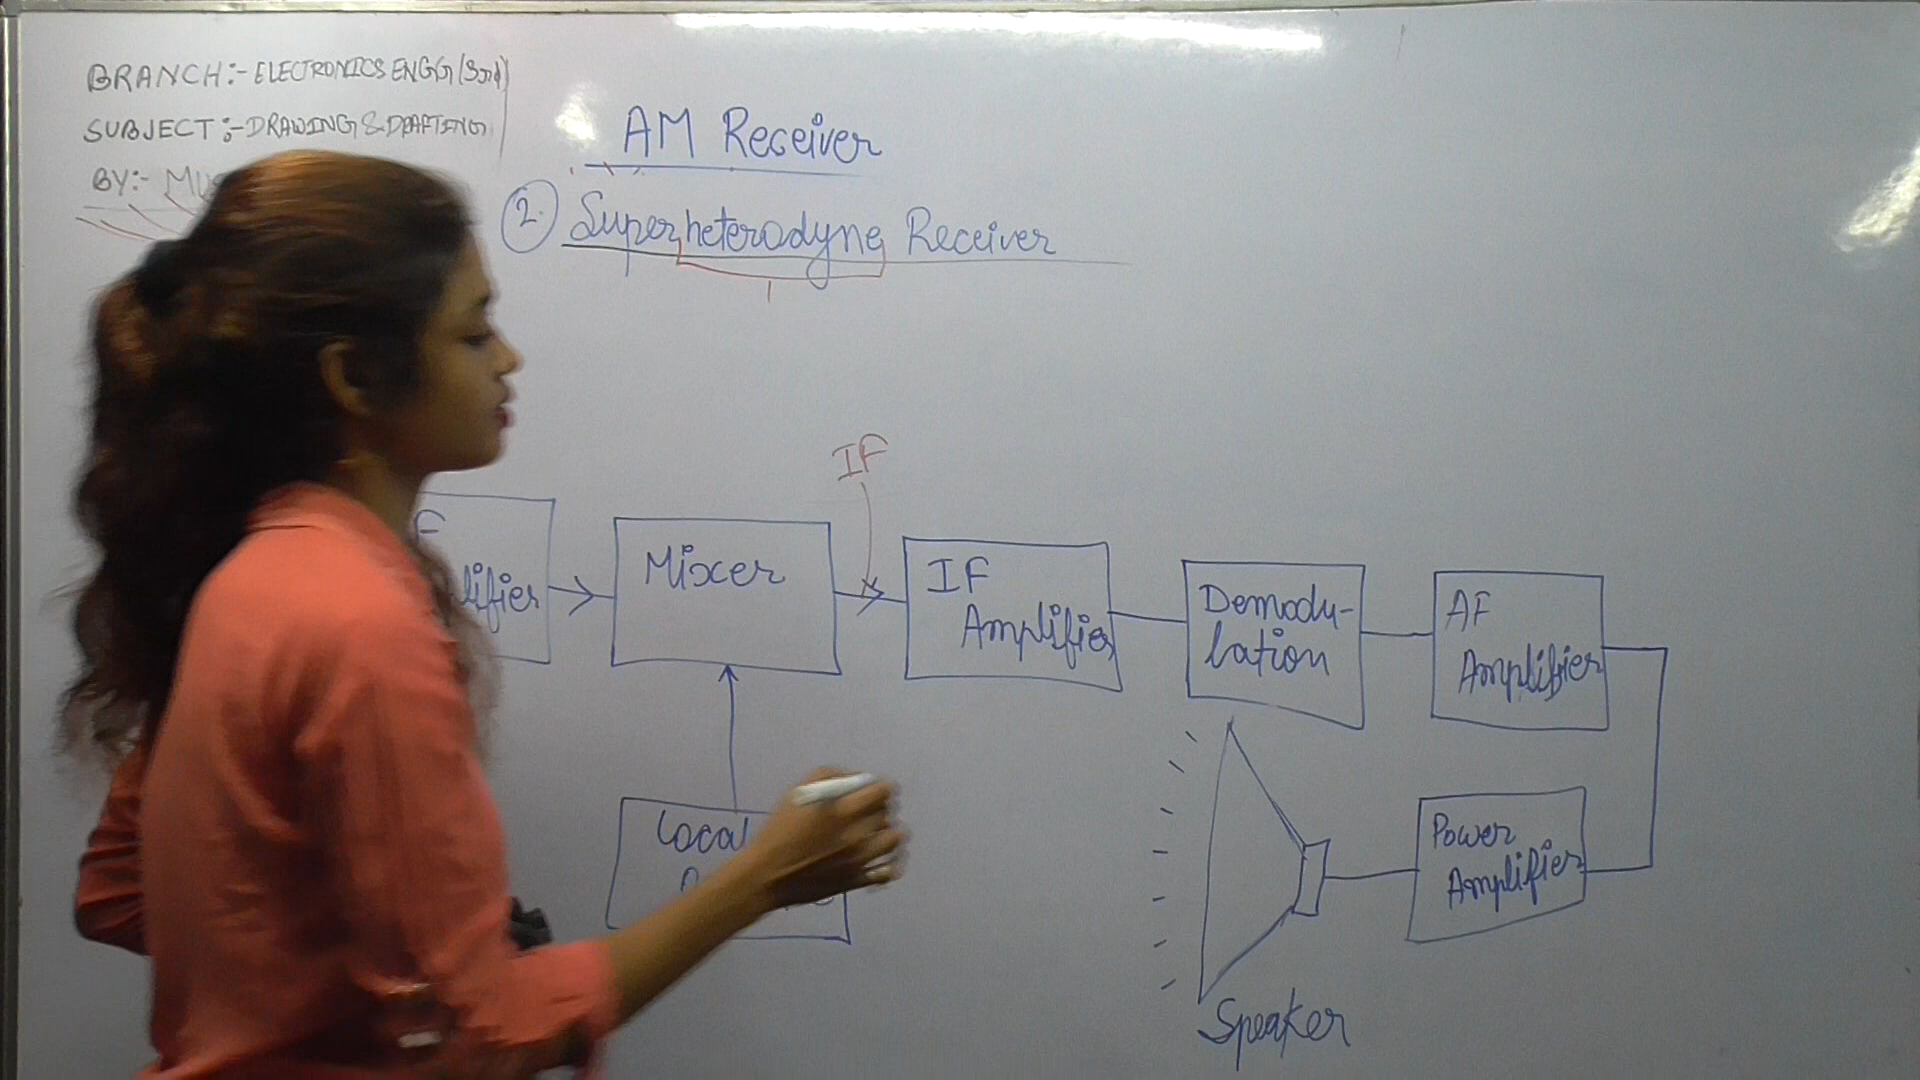 BRANCH:- ELECTRONICS ENGG (3rd)
SUBJECT:- DRAWING & DRAFTING
BY:-
AM Receiver
2. Superheterodyne Receiver
IF
Mixer
IF
Amplifier
Demodu-
lation
AF
Amplifier
Local
Power
Amplifier
Speaker